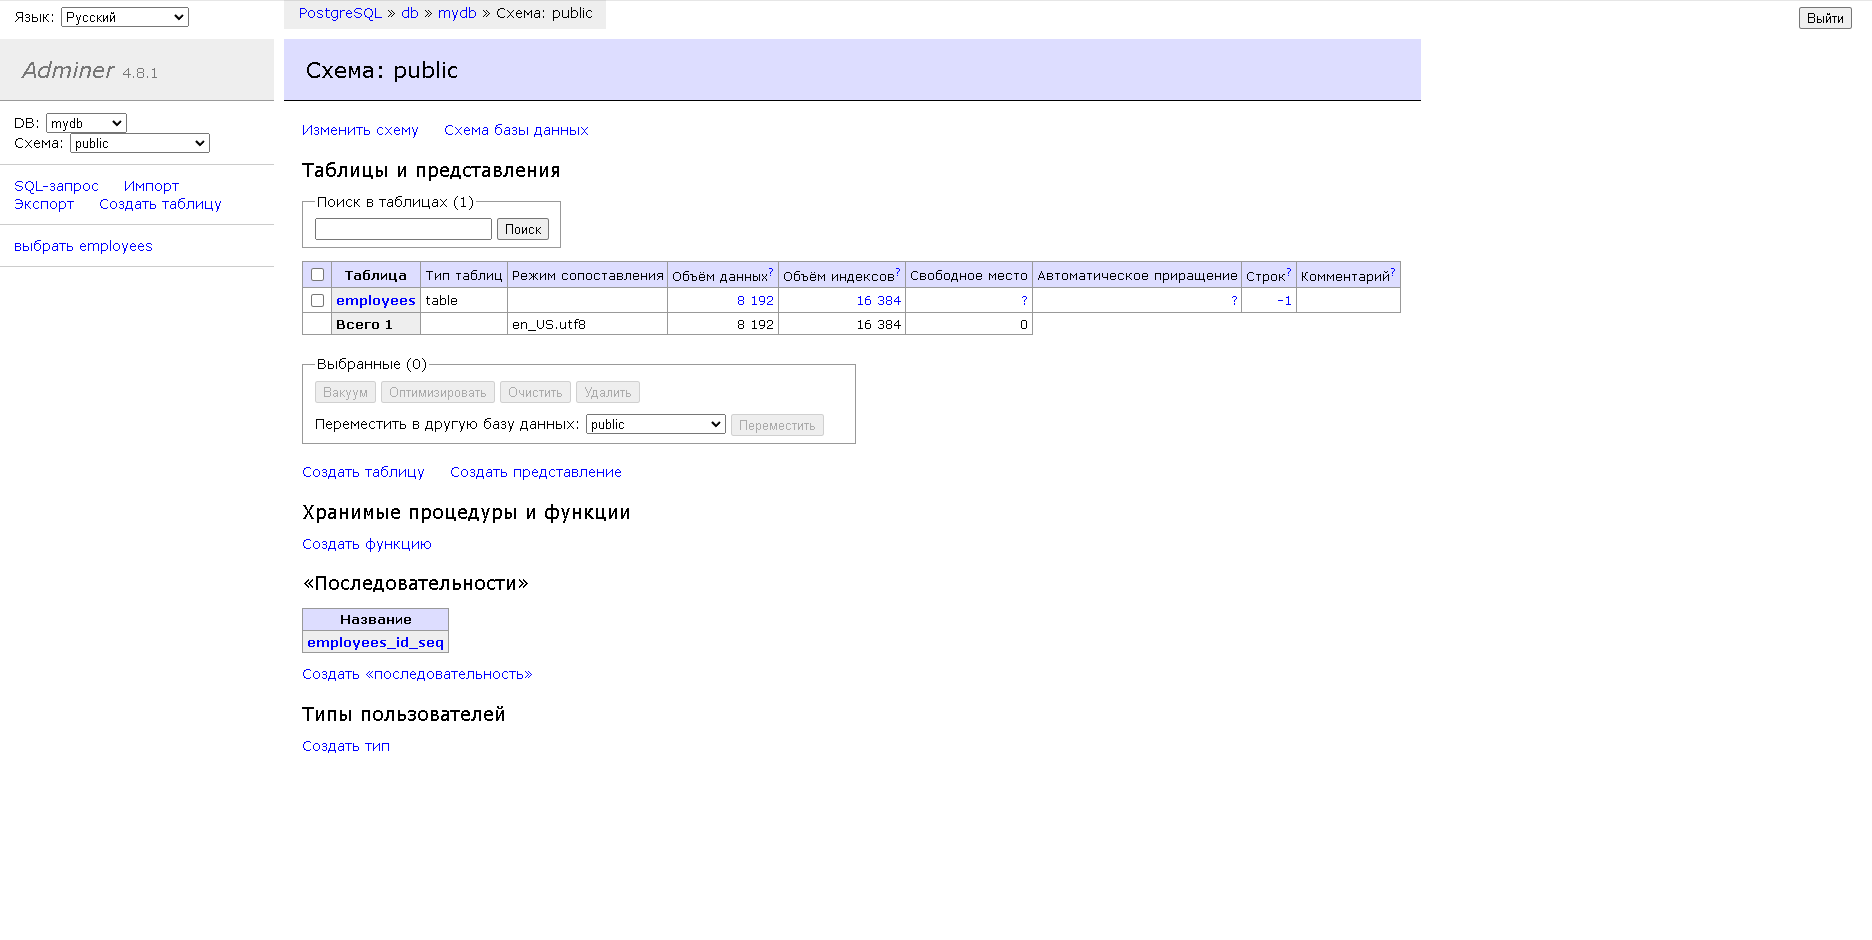 Язык: Русский
PostgreSQL » db » mydb » Схема: public
Выйти
Adminer 4.8.1
Схема: public
DB: mydb
Схема: public
SQL-запрос Импорт
Экспорт Создать таблицу
выбрать employees
Изменить схему Схема базы данных
Таблицы и представления
Поиск в таблицах (1)
Поиск
Таблица Тип таблиц Режим сопоставления Объём данных? Объём индексов? Свободное место Автоматическое приращение Строк? Комментарий?
employees table 8 192 16 384 ? ? -1
Всего 1 en_US.utf8 8 192 16 384 0
Выбранные (0)
Вакуум Оптимизировать Очистить Удалить
Переместить в другую базу данных: public Переместить
Создать таблицу Создать представление
Хранимые процедуры и функции
Создать функцию
«Последовательности»
Название
employees_id_seq
Создать «последовательность»
Типы пользователей
Создать тип